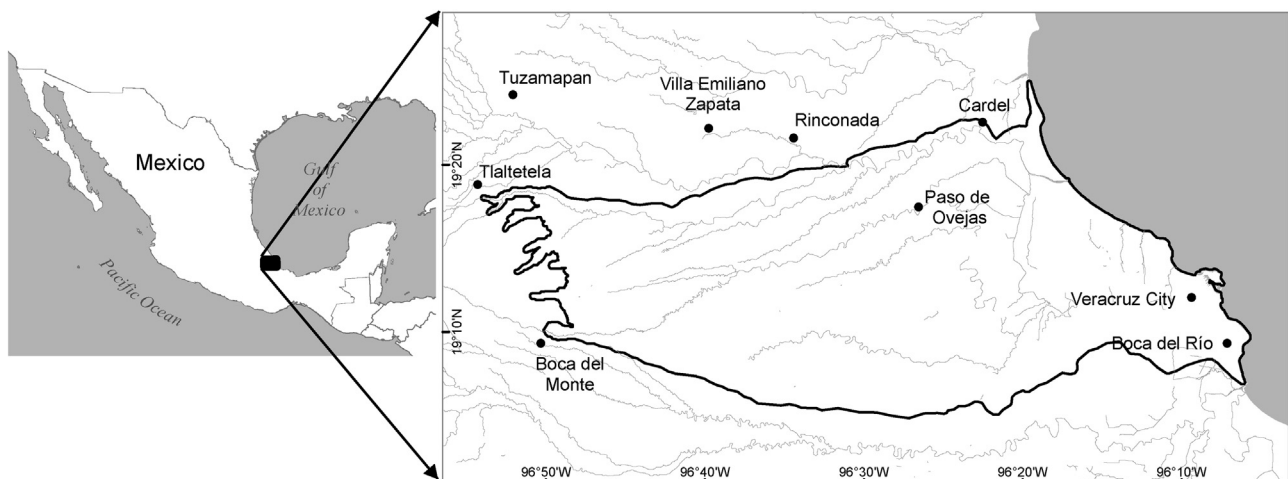 Mexico
Gulf
of
Mexico
Pacific Ocean
Tuzamapan
Villa Emiliano
Zapata
Rinconada
Cardel
Tlaltetela
Paso de
Ovejas
Veracruz City
Boca del Río
Boca del
Monte
19°20'N
19°10'N
96°50'W
96°40'W
96°30'W
96°20'W
96°10'W